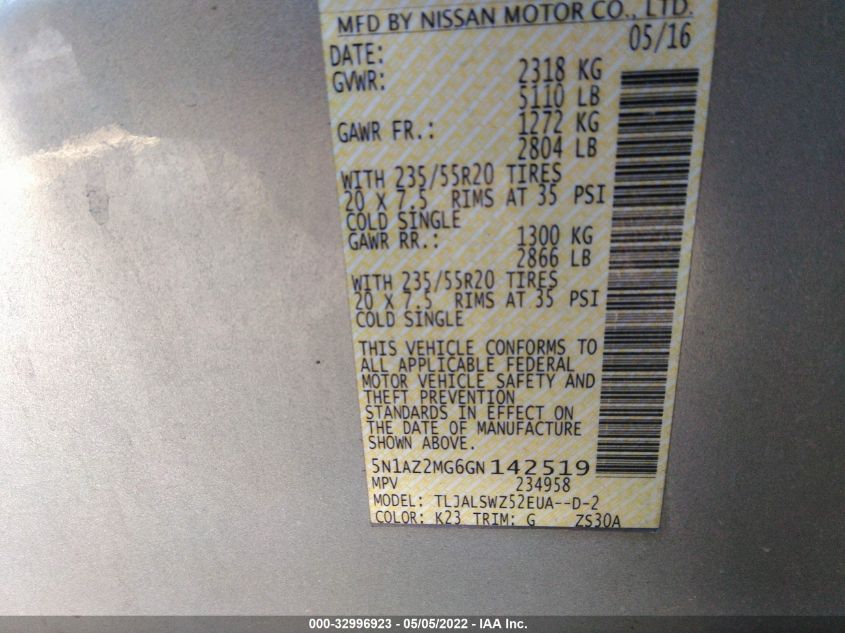 MFD BY NISSAN MOTOR CO., LTD.
DATE: 05/16
GVWR: 2318 KG
5110 LB
GAWR FR.: 1272 KG
2804 LB
WITH 235/55R20 TIRES
20 X 7.5 RIMS AT 35 PSI
COLD SINGLE
GAWR RR.: 1300 KG
2866 LB
WITH 235/55R20 TIRES
20 X 7.5 RIMS AT 35 PSI
COLD SINGLE
THIS VEHICLE CONFORMS TO
ALL APPLICABLE FEDERAL
MOTOR VEHICLE SAFETY AND
THEFT PREVENTION
STANDARDS IN EFFECT ON
THE DATE OF MANUFACTURE
SHOWN ABOVE.
5N1AZ2MG6GN142519
MPV 234958
MODEL: TLJALSWZ52EUA--D-2
COLOR: K23 TRIM: G ZS30A
000-32996923 - 05/05/2022 - IAA Inc.